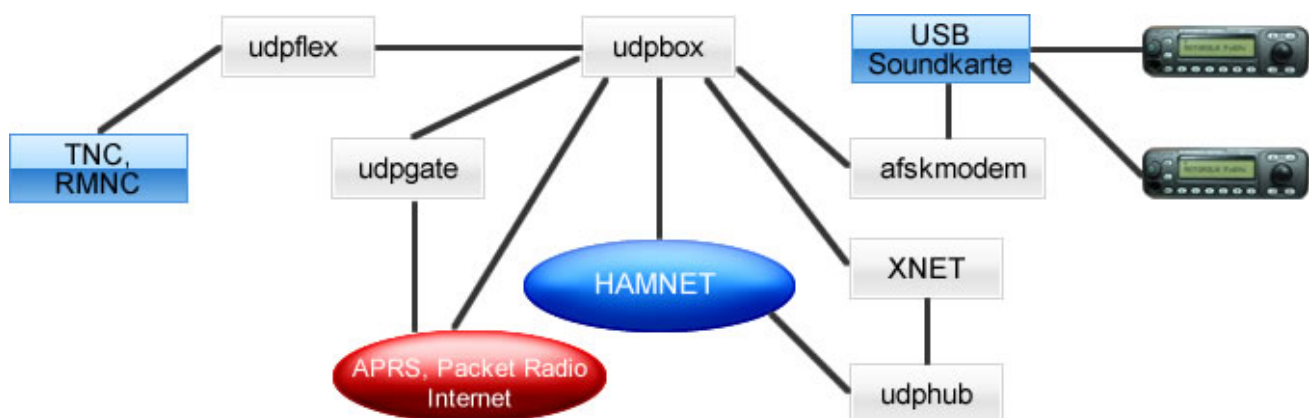 udpflex
udpbox
USB
Soundkarte
TNC,
RMNC
udpgate
afskmodem
HAMNET
XNET
APRS, Packet Radio
Internet
udphub